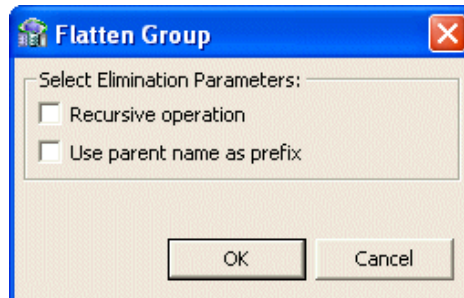 Flatten Group
Select Elimination Parameters:
Recursive operation
Use parent name as prefix
OK Cancel